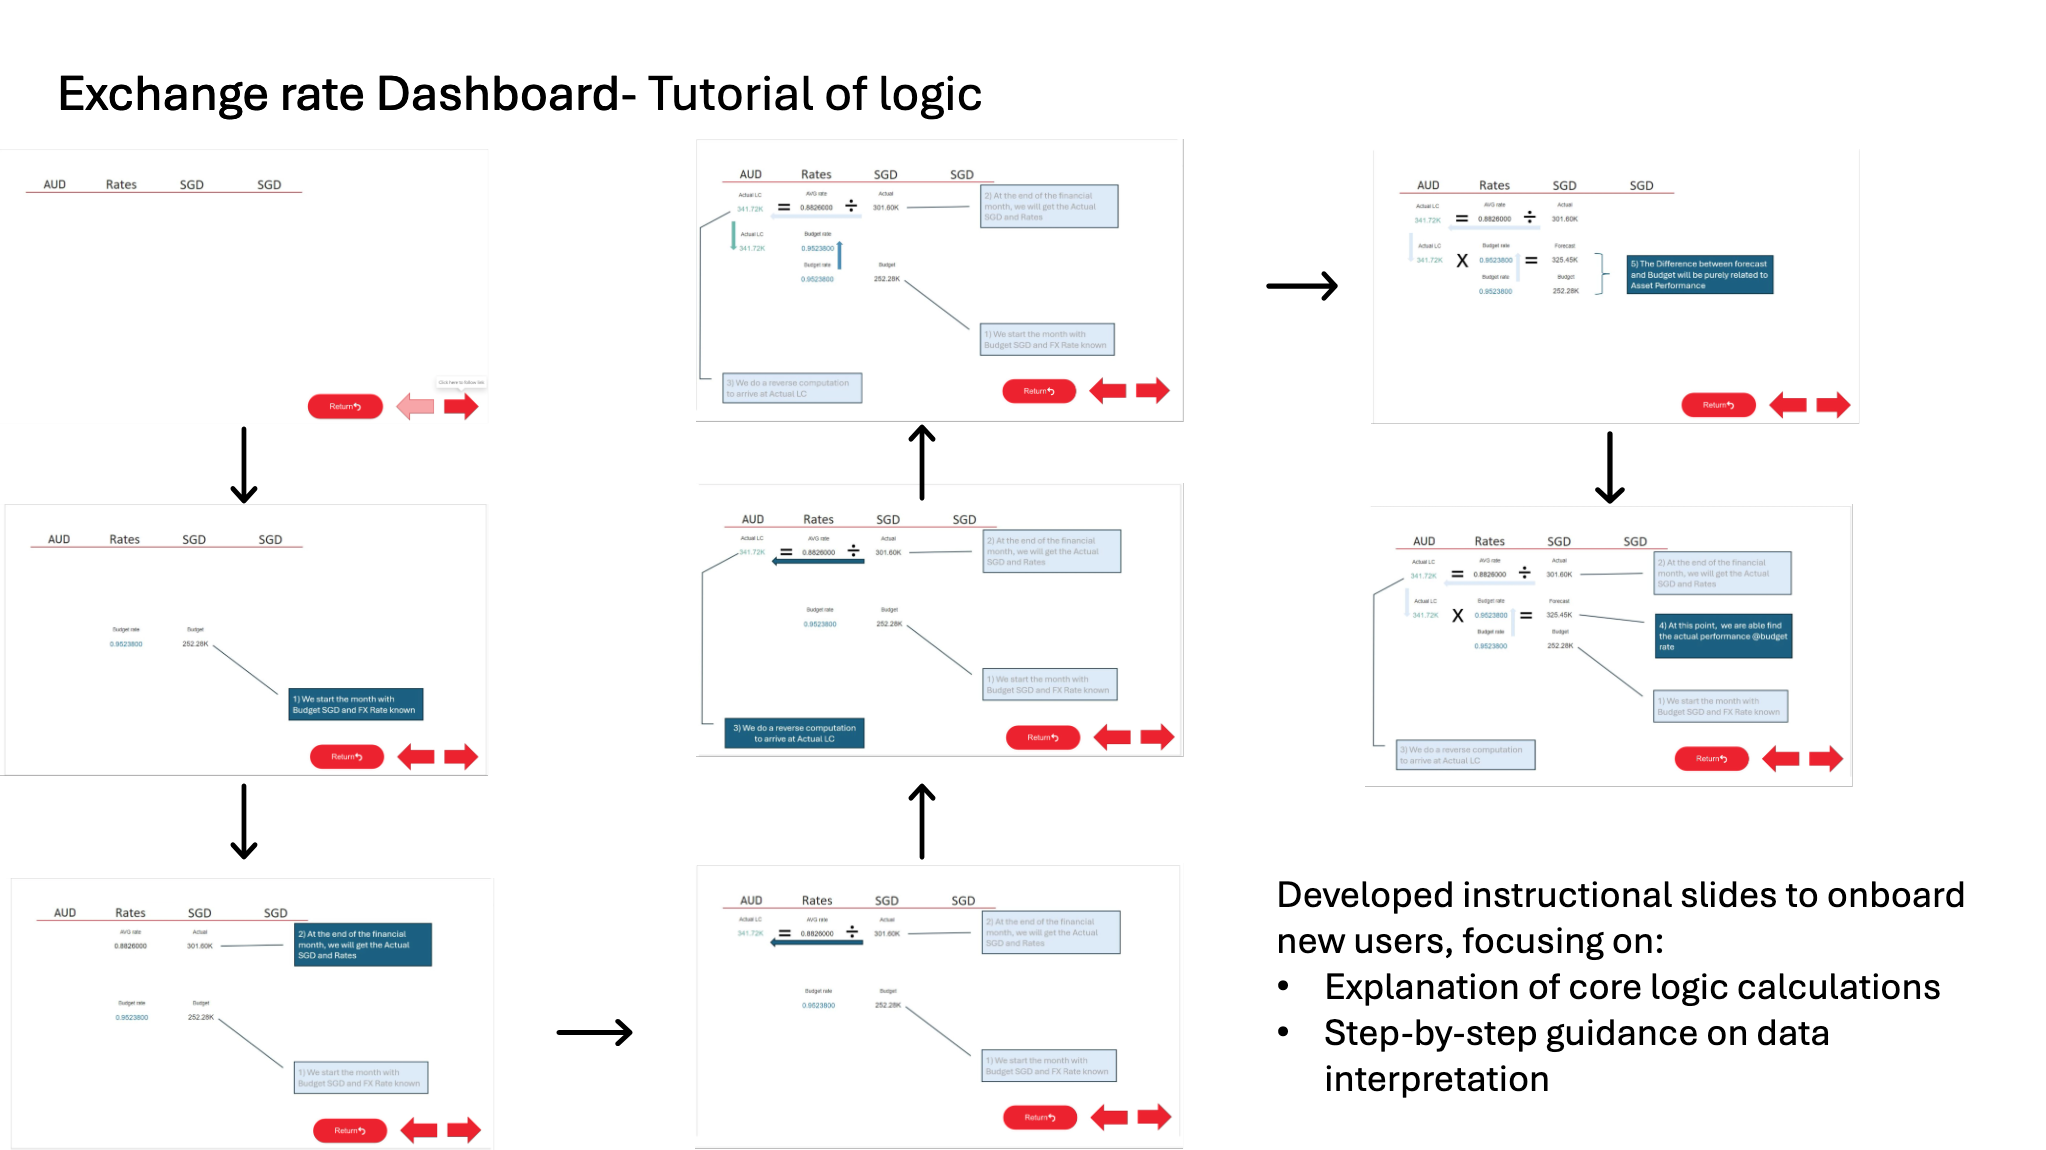 Exchange rate Dashboard- Tutorial of logic
AUD Rates SGD SGD
Click here to follow link
Return
AUD Rates SGD SGD
Budget rate Budget
0.9523800 252.28K
1) We start the month with
Budget SGD and FX Rate known
Return
AUD Rates SGD SGD
AVG rate Actual
0.8826000 301.60K
2) At the end of the financial
month, we will get the Actual
SGD and Rates
Budget rate Budget
0.9523800 252.28K
1) We start the month with
Budget SGD and FX Rate known
Return
AUD Rates SGD SGD
Actual LC AVG rate Actual
341.72K = 0.8826000 ÷ 301.60K
2) At the end of the financial
month, we will get the Actual
SGD and Rates
Budget rate Budget
0.9523800 252.28K
1) We start the month with
Budget SGD and FX Rate known
Return
AUD Rates SGD SGD
Actual LC AVG rate Actual
341.72K = 0.8826000 ÷ 301.60K
2) At the end of the financial
month, we will get the Actual
SGD and Rates
Budget rate Budget
0.9523800 252.28K
1) We start the month with
Budget SGD and FX Rate known
3) We do a reverse computation
to arrive at Actual LC
Return
AUD Rates SGD SGD
Actual LC AVG rate Actual
341.72K = 0.8826000 ÷ 301.60K
2) At the end of the financial
month, we will get the Actual
SGD and Rates
Actual LC Budget rate
341.72K 0.9523800
Budget rate Budget
0.9523800 252.28K
1) We start the month with
Budget SGD and FX Rate known
3) We do a reverse computation
to arrive at Actual LC
Return
AUD Rates SGD SGD
Actual LC AVG rate Actual
341.72K = 0.8826000 ÷ 301.60K
Actual LC Budget rate Forecast
341.72K X 0.9523800 = 325.45K
Budget rate Budget
0.9523800 252.28K
5) The Difference between forecast
and Budget will be purely related to
Asset Performance
Return
AUD Rates SGD SGD
Actual LC AVG rate Actual
341.72K = 0.8826000 ÷ 301.60K
2) At the end of the financial
month, we will get the Actual
SGD and Rates
Actual LC Budget rate Forecast
341.72K X 0.9523800 = 325.45K
Budget rate Budget
0.9523800 252.28K
4) At this point, we are able find
the actual performance @budget
rate
1) We start the month with
Budget SGD and FX Rate known
3) We do a reverse computation
to arrive at Actual LC
Return
Developed instructional slides to onboard
new users, focusing on:
• Explanation of core logic calculations
• Step-by-step guidance on data
interpretation